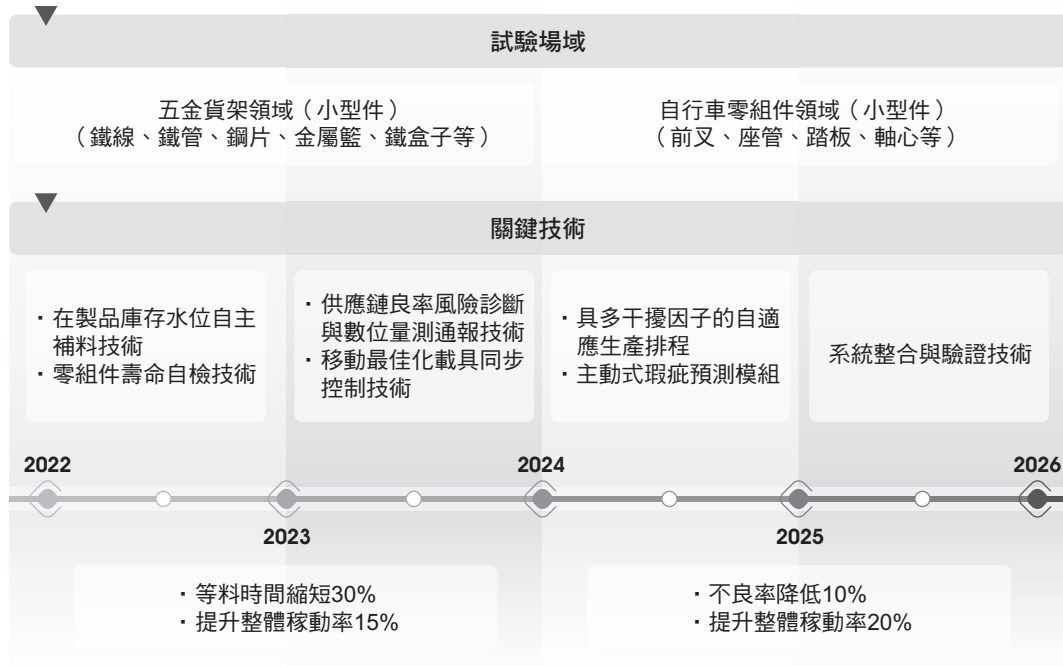 試驗場域
五金貨架領域（小型件）
（鐵線、鐵管、鋼片、金屬籃、鐵盒子等）
自行車零組件領域（小型件）
（前叉、座管、踏板、軸心等）
關鍵技術
・在製品庫存水位自主
補料技術
・零組件壽命自檢技術
・供應鏈良率風險診斷
與數位量測通報技術
・移動最佳化載具同步
控制技術
・具多干擾因子的自適
應生產排程
・主動式瑕疵預測模組
系統整合與驗證技術
2022
2024
2026
2023
2025
・等料時間縮短30%
・提升整體稼動率15%
・不良率降低10%
・提升整體稼動率20%